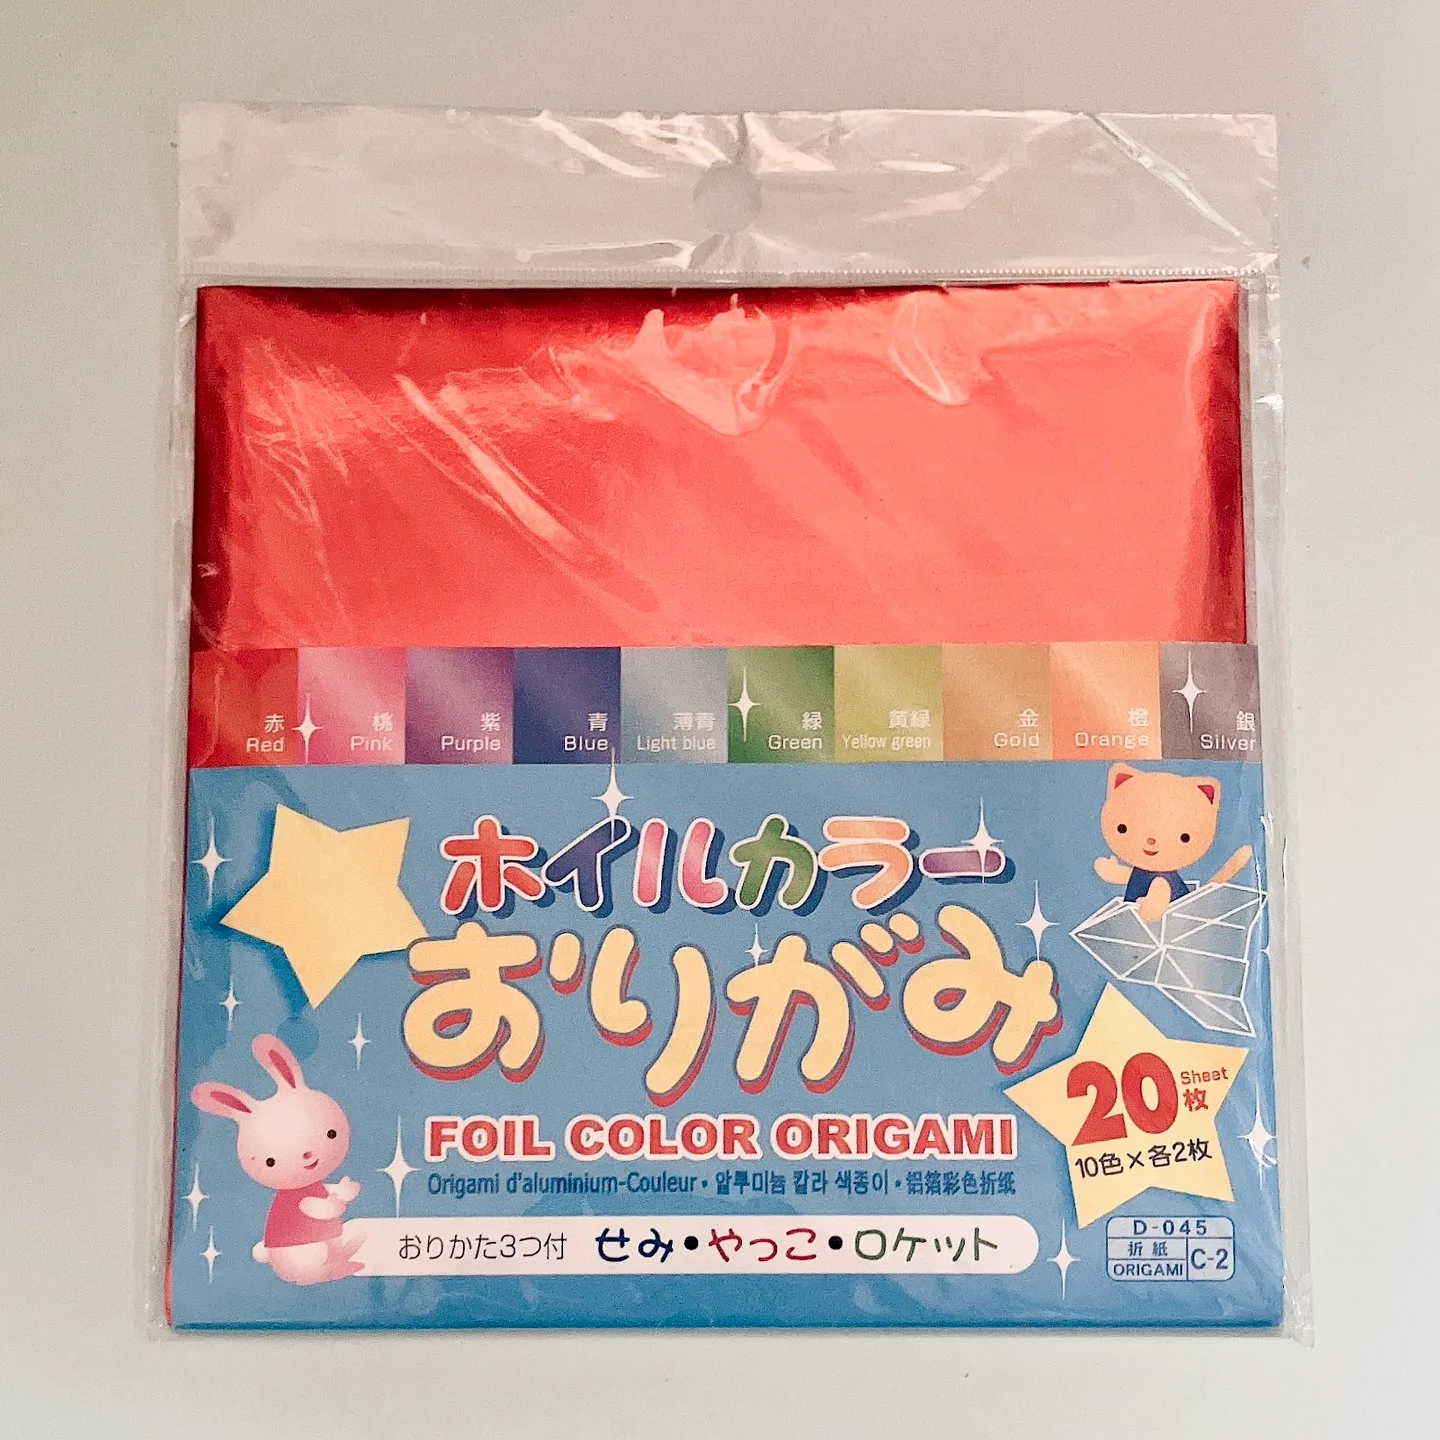 赤 桃 紫 青 薄青 緑 黄緑 金 橙 銀
Red Pink Purple Blue Light blue Green Yellow green Gold Orange Silver
ホイルカラー
おりがみ
FOIL COLOR ORIGAMI
Origami d'aluminium-Couleur・알루미늄 칼라 색종이・铝箔彩色折纸
20 Sheet 枚
10色×各2枚
おりかた3つ付 せみ●やっこ●ロケット
D-045
折紙
ORIGAMI C-2